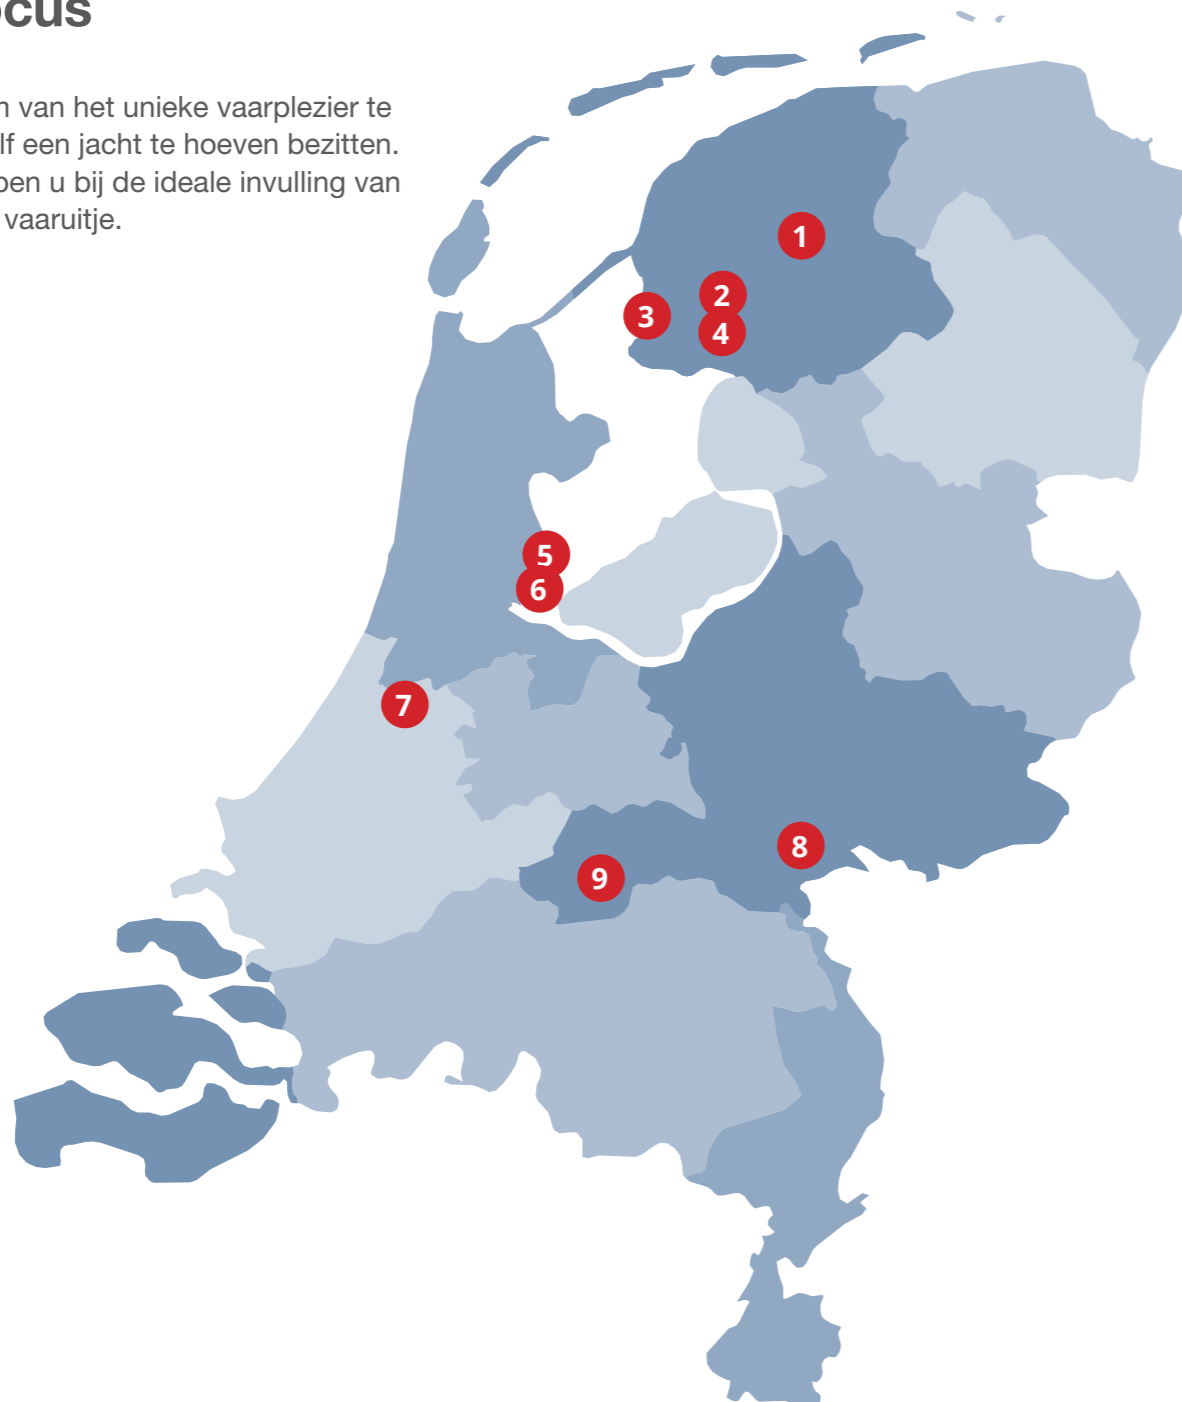 ocus
n van het unieke vaarplezier te
lf een jacht te hoeven bezitten.
pen u bij de ideale invulling van
vaaruitje.
1
2
3
4
5
6
7
8
9